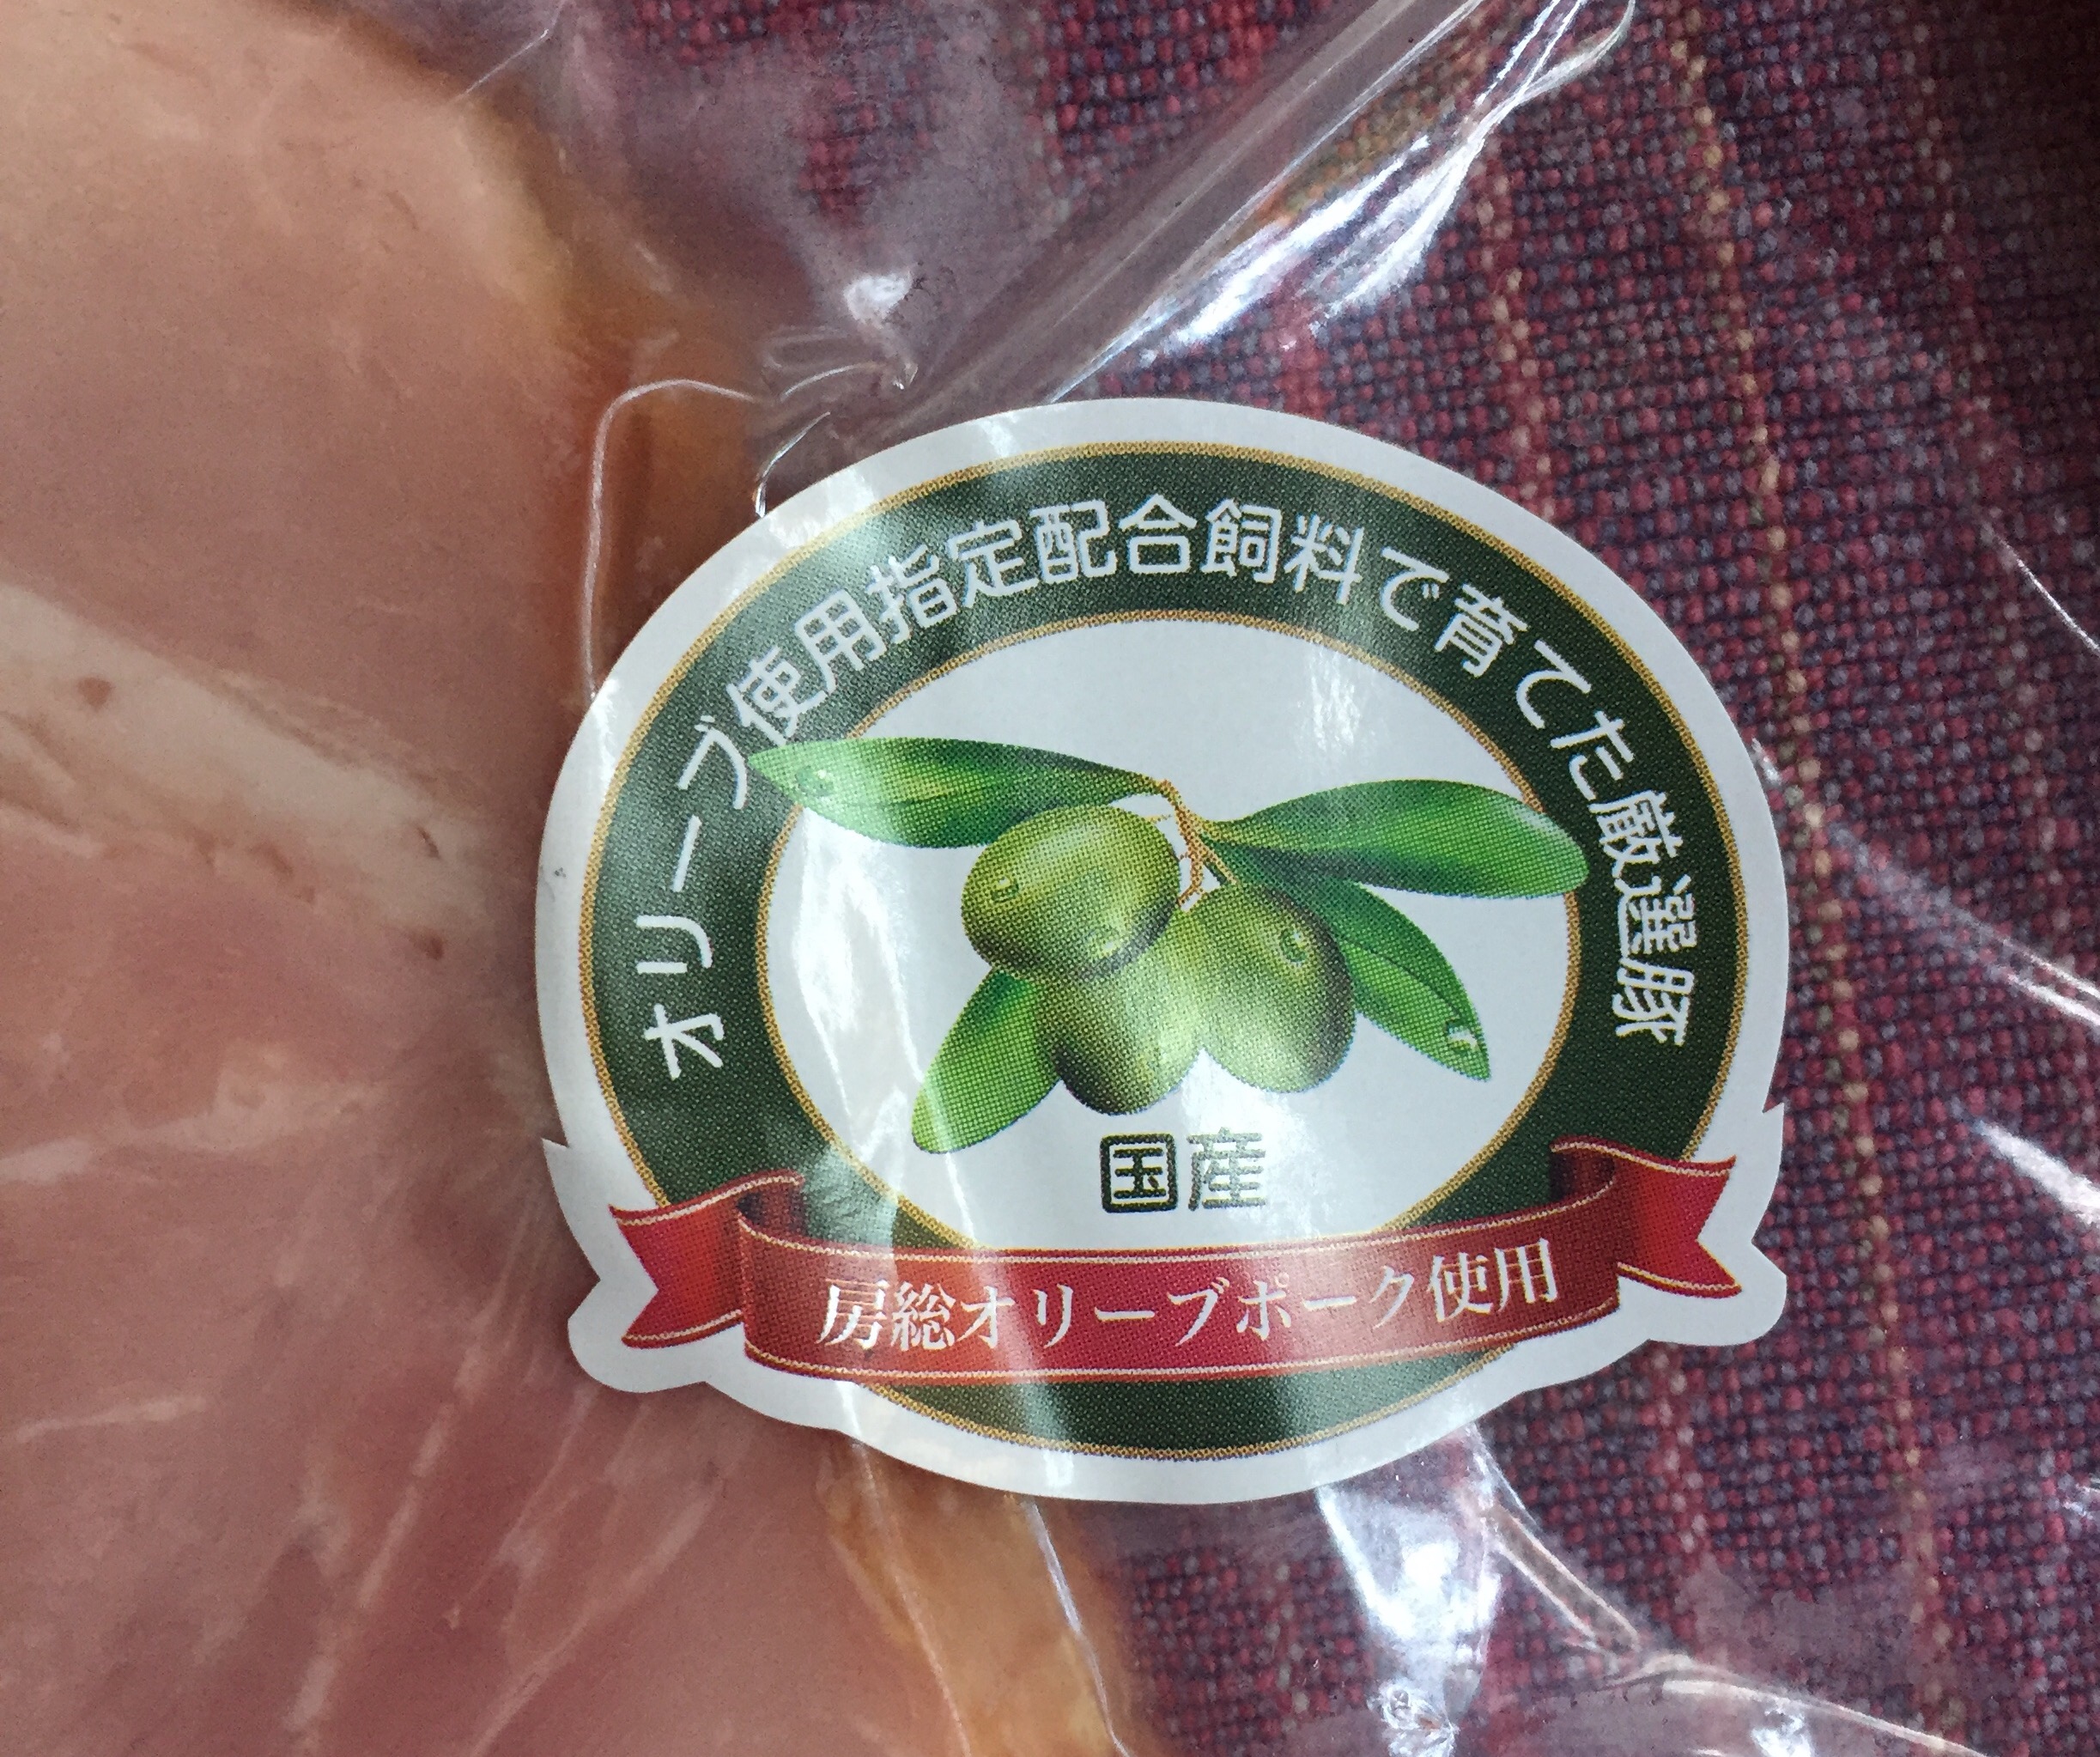 オリーブ使用指定配合飼料で育てた厳選豚
国産
房総オリーブポーク使用